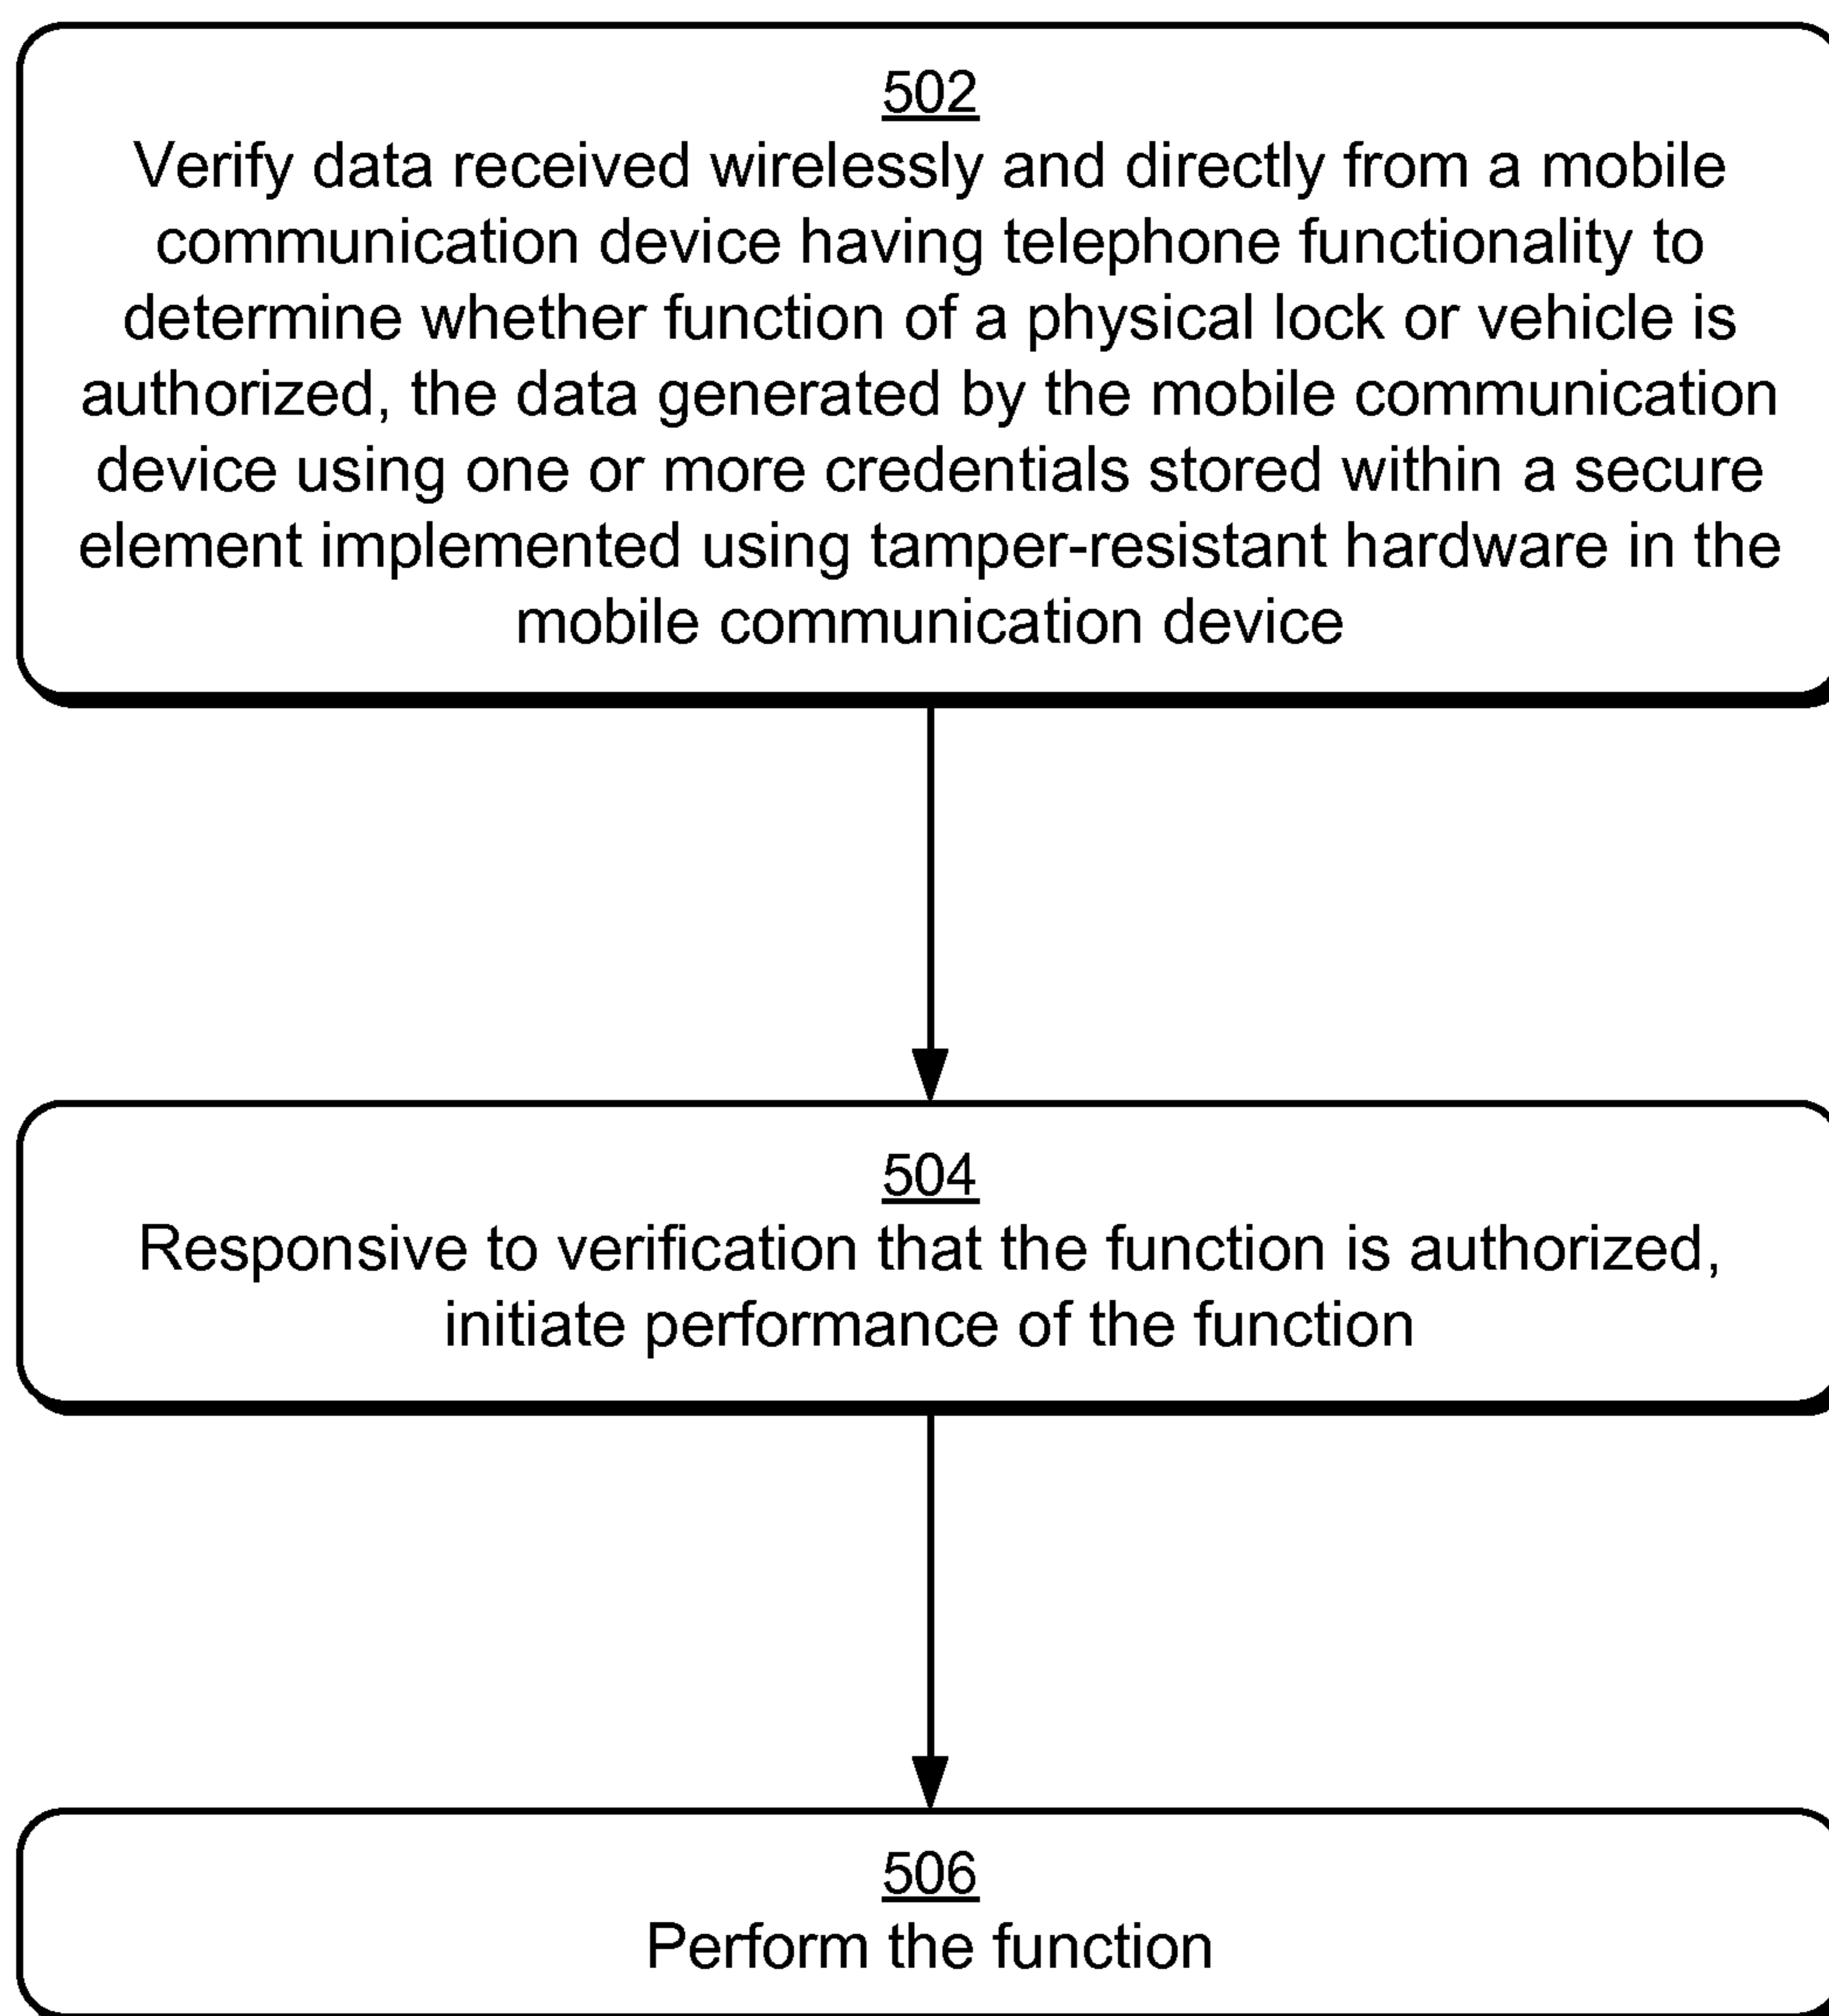 502
Verify data received wirelessly and directly from a mobile
communication device having telephone functionality to
determine whether function of a physical lock or vehicle is
authorized, the data generated by the mobile communication
device using one or more credentials stored within a secure
element implemented using tamper-resistant hardware in the
mobile communication device
504
Responsive to verification that the function is authorized,
initiate performance of the function
506
Perform the function